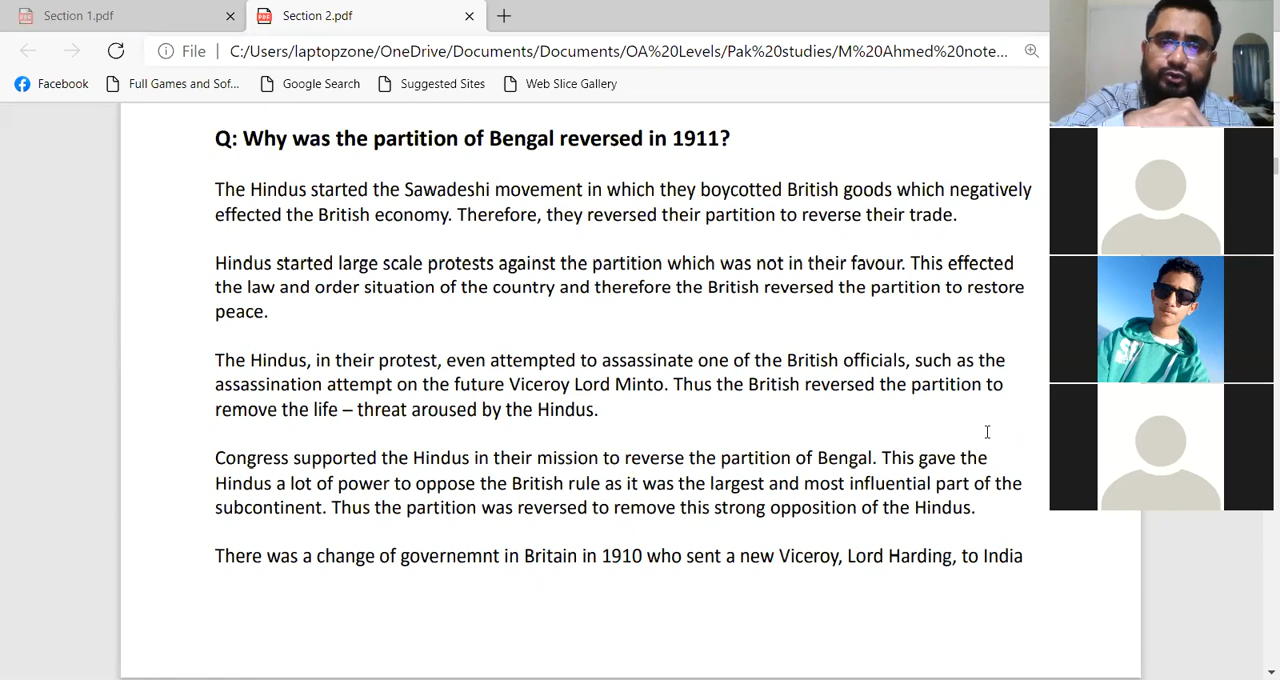 Section 1.pdf
Section 2.pdf
File
C:/Users/laptopzone/OneDrive/Documents/Documents/OA%20Levels/Pak%20studies/M%20Ahmed%20note...
Facebook
Full Games and Sof...
Google Search
Suggested Sites
Web Slice Gallery
Q: Why was the partition of Bengal reversed in 1911?
The Hindus started the Sawadeshi movement in which they boycotted British goods which negatively
effected the British economy. Therefore, they reversed their partition to reverse their trade.
Hindus started large scale protests against the partition which was not in their favour. This effected
the law and order situation of the country and therefore the British reversed the partition to restore
peace.
The Hindus, in their protest, even attempted to assassinate one of the British officials, such as the
assassination attempt on the future Viceroy Lord Minto. Thus the British reversed the partition to
remove the life – threat aroused by the Hindus.
Congress supported the Hindus in their mission to reverse the partition of Bengal. This gave the
Hindus a lot of power to oppose the British rule as it was the largest and most influential part of the
subcontinent. Thus the partition was reversed to remove this strong opposition of the Hindus.
There was a change of governemnt in Britain in 1910 who sent a new Viceroy, Lord Harding, to India